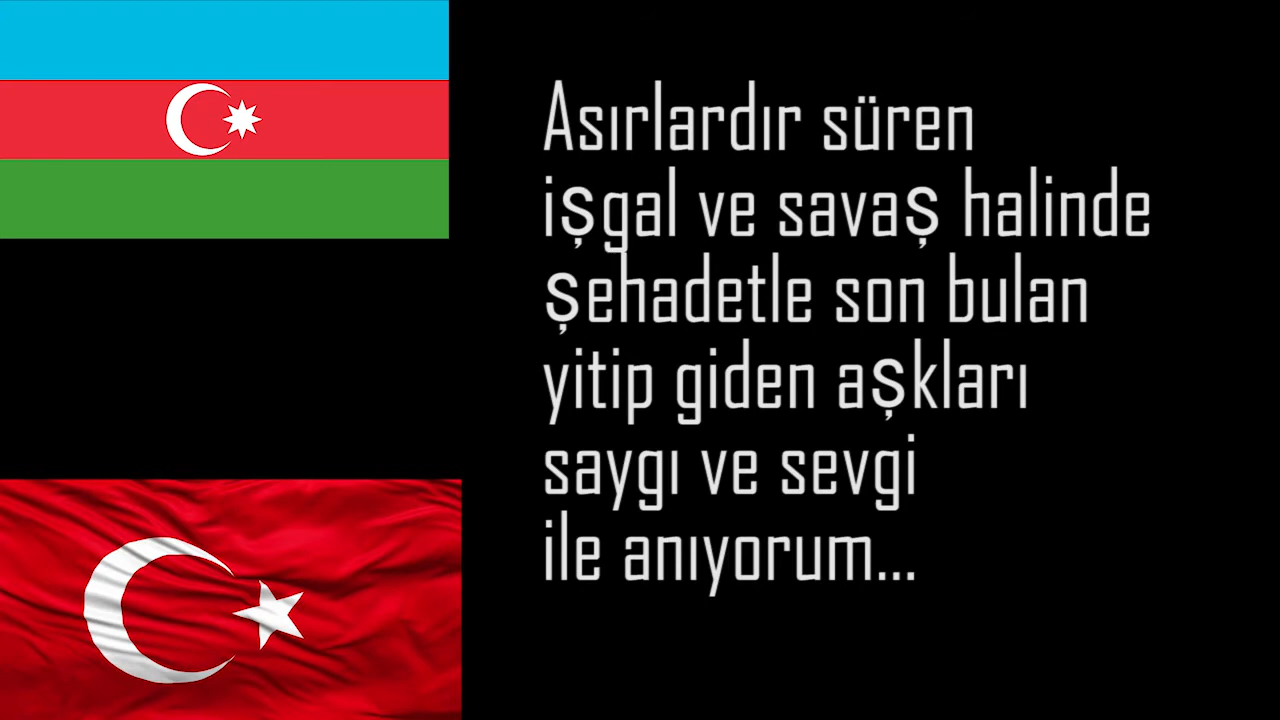 Asırlardır süren
işgal ve savaş halinde
şehadetle son bulan
yitip giden aşkları
saygı ve sevgi
ile anıyorum...